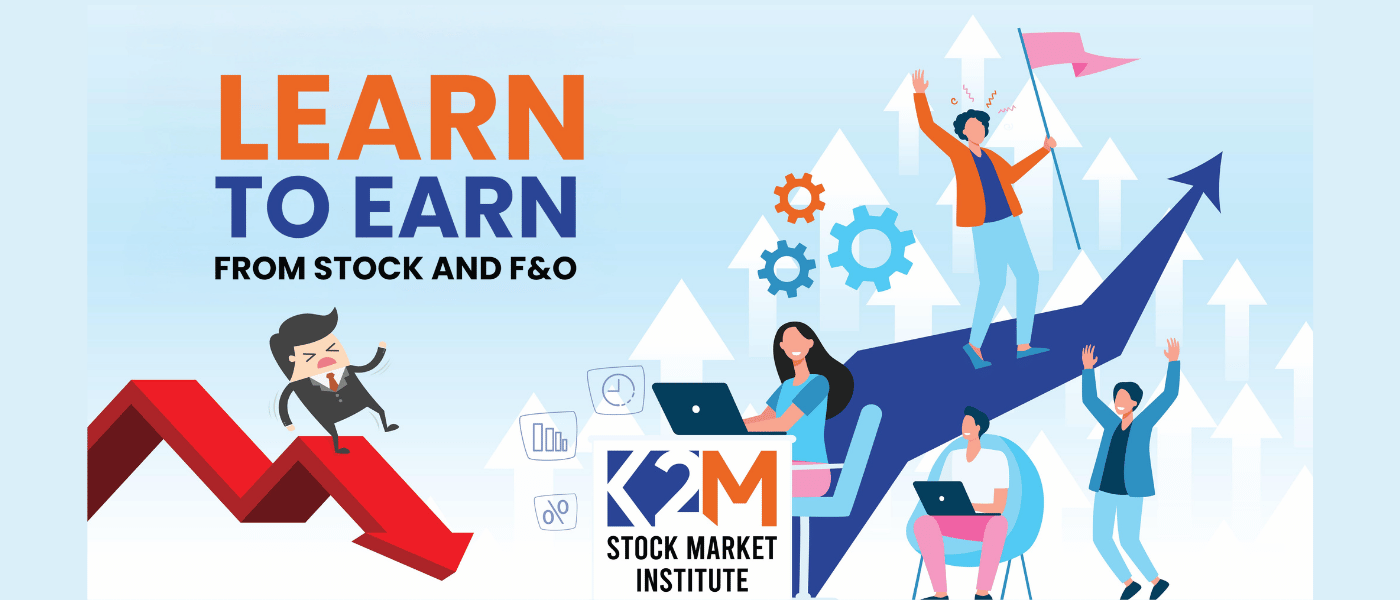 LEARN
TO EARN
FROM STOCK AND F&O
%
K2M
STOCK MARKET
INSTITUTE